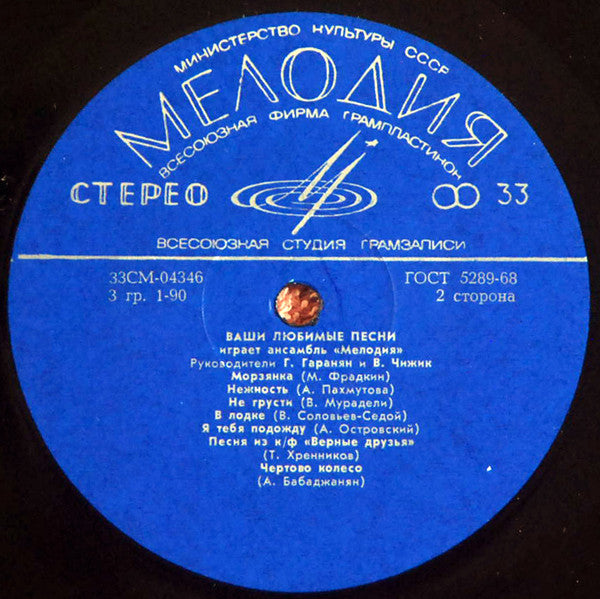 МИНИСТЕРСТВО КУЛЬТУРЫ СССР
МЕЛОДИЯ
ВСЕСОЮЗНАЯ ФИРМА ГРАМПЛАСТИНОК
СТЕРЕО 33
ВСЕСОЮЗНАЯ СТУДИЯ ГРАМЗАПИСИ
33СМ-04346 ГОСТ 5289-68
3 гр. 1-90 2 сторона
ВАШИ ЛЮБИМЫЕ ПЕСНИ
играет ансамбль «Мелодия»
Руководители Г. Гаранян и В. Чижик
Морзянка (М. Фрадкин)
Нежность (А. Пахмутова)
Не грусти (В. Мурадели)
В лодке (В. Соловьев-Седой)
Я тебя подожду (А. Островский)
Песня из к/ф «Верные друзья»
(Т. Хренников)
Чертово колесо
(А. Бабаджанян)